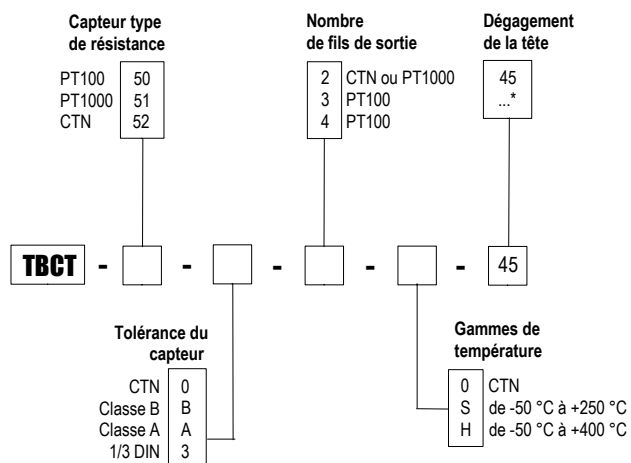 Capteur type
de résistance
PT100 50
PT1000 51
CTN 52
Nombre
de fils de sortie
2 CTN ou PT1000
3 PT100
4 PT100
Dégagement
de la tête
45
...*
TBCT - - - - - 45
Tolérance du
capteur
CTN 0
Classe B B
Classe A A
1/3 DIN 3
Gammes de
température
0 CTN
S de -50 °C à +250 °C
H de -50 °C à +400 °C